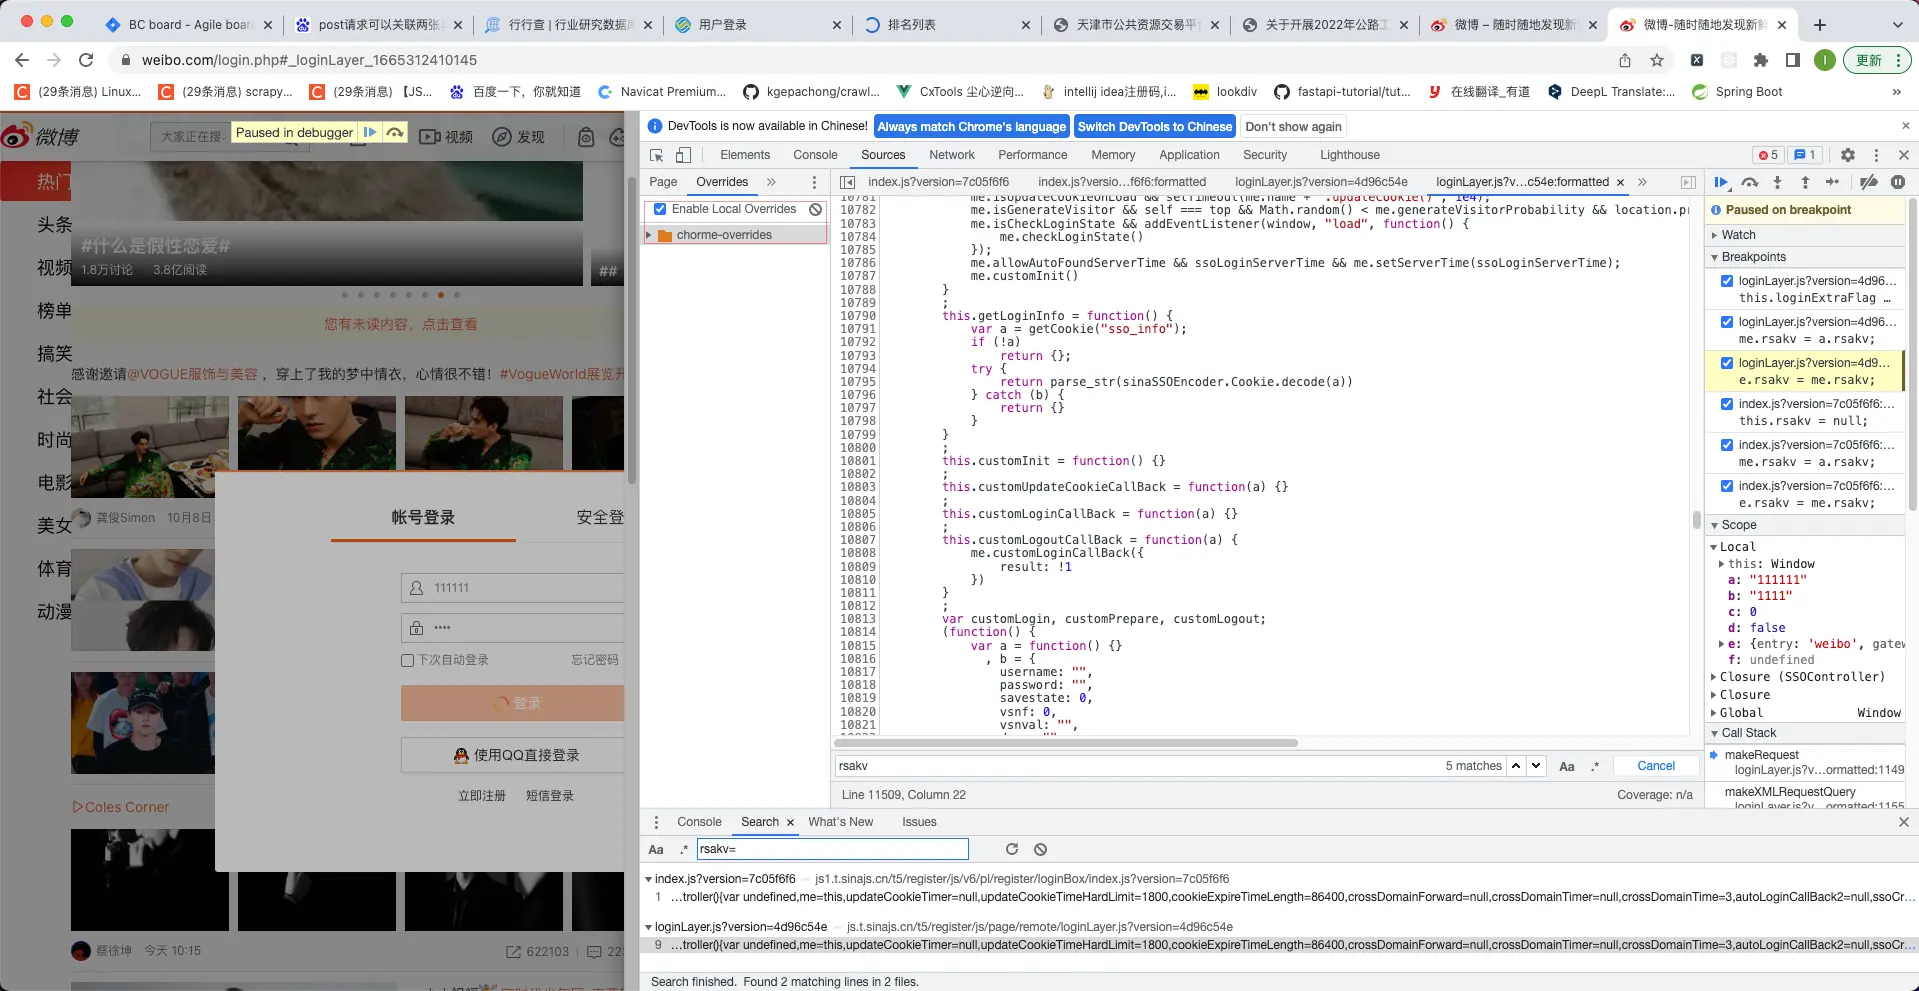 BC board - Agile boar
post请求可以关联两张
行行查 | 行业研究数据
用户登录
排名列表
天津市公共资源交易平
关于开展2022年公路工
微博 – 随时随地发现新
微博-随时随地发现新鲜
weibo.com/login.php#_loginLayer_1665312410145
更新
(29条消息) Linux...
(29条消息) scrapy...
(29条消息) 【JS...
百度一下，你就知道
Navicat Premium...
kgepachong/crawl...
CxTools 尘心逆向...
intellij idea注册码,i...
lookdiv
fastapi-tutorial/tut...
在线翻译_有道
DeepL Translate:...
Spring Boot
微博
大家正在搜:
Paused in debugger
视频
发现
热门
头条
视频
榜单
搞笑
社会
时尚
电影
美女
体育
动漫
#什么是假性恋爱#
1.8万讨论 3.8亿阅读
##
您有未读内容，点击查看
感谢邀请@VOGUE服饰与美容 ，穿上了我的梦中情衣，心情很不错！#VogueWorld展览开
龚俊Simon 10月8日
帐号登录
安全登
111111
••••
下次自动登录
忘记密码
登录
使用QQ直接登录
立即注册 短信登录
▷Coles Corner
蔡徐坤 今天 10:15
622103
22
DevTools is now available in Chinese!
Always match Chrome's language
Switch DevTools to Chinese
Don't show again
Elements
Console
Sources
Network
Performance
Memory
Application
Security
Lighthouse
5
1
Page
Overrides
Enable Local Overrides
chorme-overrides
index.js?version=7c05f6f6
index.js?versio...f6f6:formatted
loginLayer.js?version=4d96c54e
loginLayer.js?v...c54e:formatted
10781 me.isUpdateCookieOnLoad && setTimeout(me.name + ".updateCookie()", 1e4);
10782 me.isGenerateVisitor && self === top && Math.random() < me.generateVisitorProbability && location.pr
10783 me.isCheckLoginState && addEventListener(window, "load", function() {
10784 me.checkLoginState()
10785 });
10786 me.allowAutoFoundServerTime && ssoLoginServerTime && me.setServerTime(ssoLoginServerTime);
10787 me.customInit()
10788 }
10789 ;
10790 this.getLoginInfo = function() {
10791 var a = getCookie("sso_info");
10792 if (!a)
10793 return {};
10794 try {
10795 return parse_str(sinaSSOEncoder.Cookie.decode(a))
10796 } catch (b) {
10797 return {}
10798 }
10799 }
10800 ;
10801 this.customInit = function() {}
10802 ;
10803 this.customUpdateCookieCallBack = function(a) {}
10804 ;
10805 this.customLoginCallBack = function(a) {}
10806 ;
10807 this.customLogoutCallBack = function(a) {
10808 me.customLoginCallBack({
10809 result: !1
10810 })
10811 }
10812 ;
10813 var customLogin, customPrepare, customLogout;
10814 (function() {
10815 var a = function() {}
10816 , b = {
10817 username: "",
10818 password: "",
10819 savestate: 0,
10820 vsnf: 0,
10821 vsnval: "",
rsakv
5 matches
Aa
.*
Cancel
Line 11509, Column 22
Coverage: n/a
Paused on breakpoint
Watch
Breakpoints
loginLayer.js?version=4d96...
this.loginExtraFlag ...
loginLayer.js?version=4d96...
me.rsakv = a.rsakv;
loginLayer.js?version=4d9...
e.rsakv = me.rsakv;
index.js?version=7c05f6f6:...
this.rsakv = null;
index.js?version=7c05f6f6:...
me.rsakv = a.rsakv;
index.js?version=7c05f6f6:...
e.rsakv = me.rsakv;
Scope
Local
this: Window
a: "111111"
b: "1111"
c: 0
d: false
e: {entry: 'weibo', gatew
f: undefined
Closure (SSOController)
Closure
Global Window
Call Stack
makeRequest
loginLayer.js?v...ormatted:1149
makeXMLRequestQuery
loginLayer.js?v...ormatted:1155
Console
Search
What's New
Issues
Aa
.*
rsakv=
index.js?version=7c05f6f6 — js1.t.sinajs.cn/t5/register/js/v6/pl/register/loginBox/index.js?version=7c05f6f6
1 ...troller(){var undefined,me=this,updateCookieTimer=null,updateCookieTimeHardLimit=1800,cookieExpireTimeLength=86400,crossDomainForward=null,crossDomainTimer=null,crossDomainTime=3,autoLoginCallBack2=null,ssoCr...
loginLayer.js?version=4d96c54e — js.t.sinajs.cn/t5/register/js/page/remote/loginLayer.js?version=4d96c54e
9 ...troller(){var undefined,me=this,updateCookieTimer=null,updateCookieTimeHardLimit=1800,cookieExpireTimeLength=86400,crossDomainForward=null,crossDomainTimer=null,crossDomainTime=3,autoLoginCallBack2=null,ssoCr...
Search finished. Found 2 matching lines in 2 files.